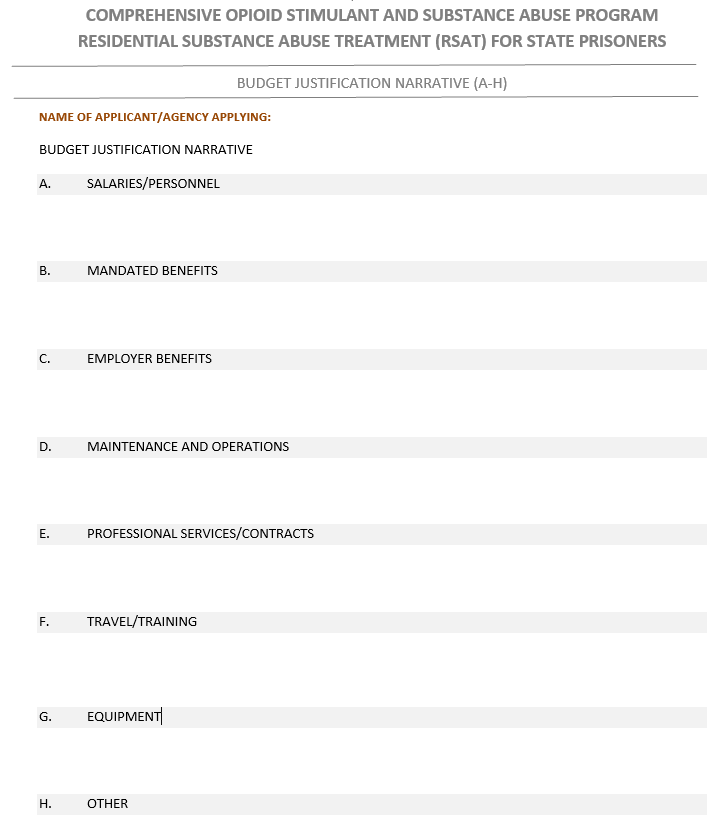 COMPREHENSIVE OPIOID STIMULANT AND SUBSTANCE ABUSE PROGRAM
RESIDENTIAL SUBSTANCE ABUSE TREATMENT (RSAT) FOR STATE PRISONERS
BUDGET JUSTIFICATION NARRATIVE (A-H)
NAME OF APPLICANT/AGENCY APPLYING:
BUDGET JUSTIFICATION NARRATIVE
A. SALARIES/PERSONNEL
B. MANDATED BENEFITS
C. EMPLOYER BENEFITS
D. MAINTENANCE AND OPERATIONS
E. PROFESSIONAL SERVICES/CONTRACTS
F. TRAVEL/TRAINING
G. EQUIPMENT
H. OTHER